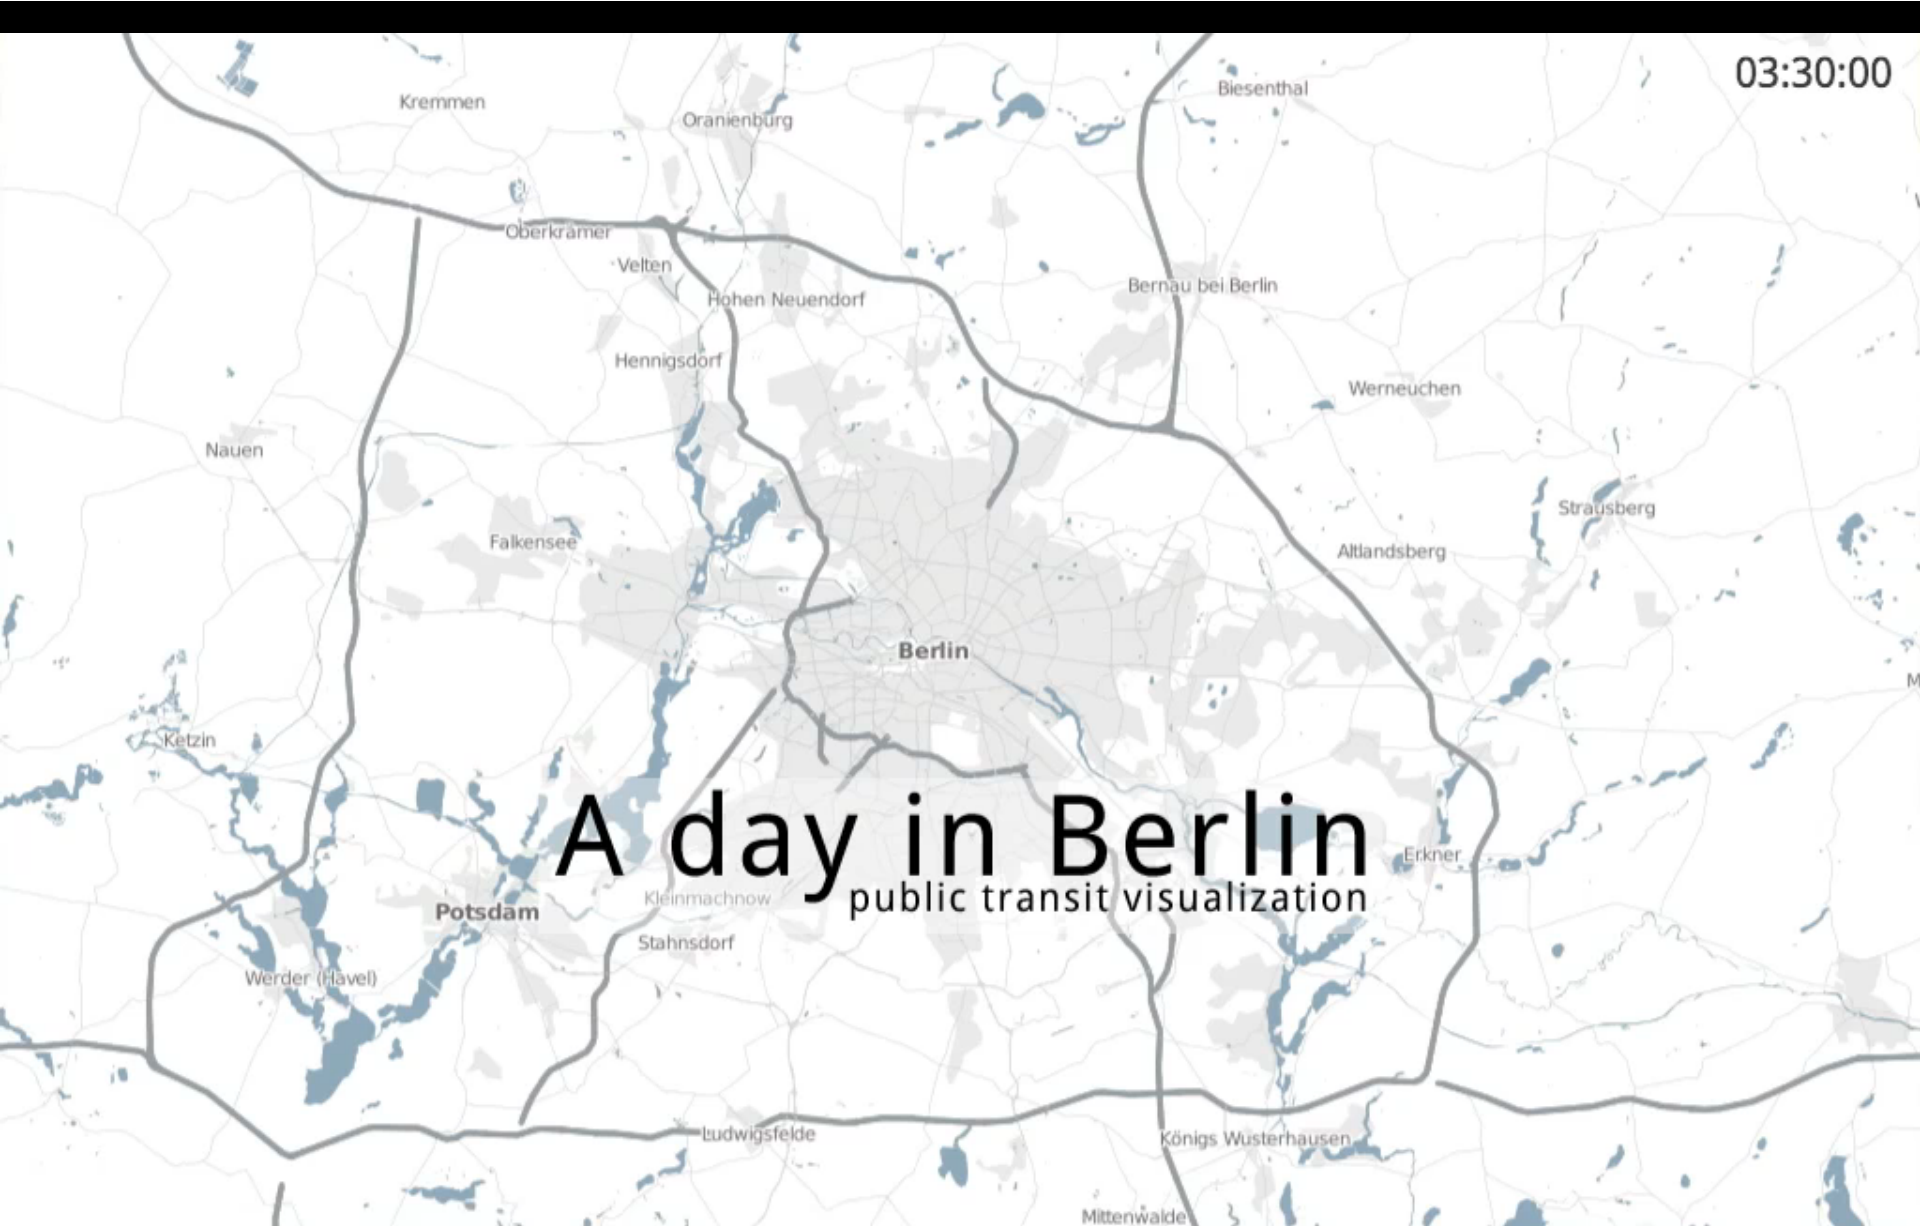 03:30:00
Biesenthal
Kremmen
Oranienburg
Oberkrämer
Velten
Bernau bei Berlin
Hohen Neuendorf
Hennigsdorf
Werneuchen
Nauen
Strausberg
Falkensee
Altlandsberg
Berlin
Ketzin
A day in Berlin
public transit visualization
Erkner
Kleinmachnow
Potsdam
Stahnsdorf
Werder (Havel)
Ludwigsfelde
Königs Wusterhausen
Mittenwalde